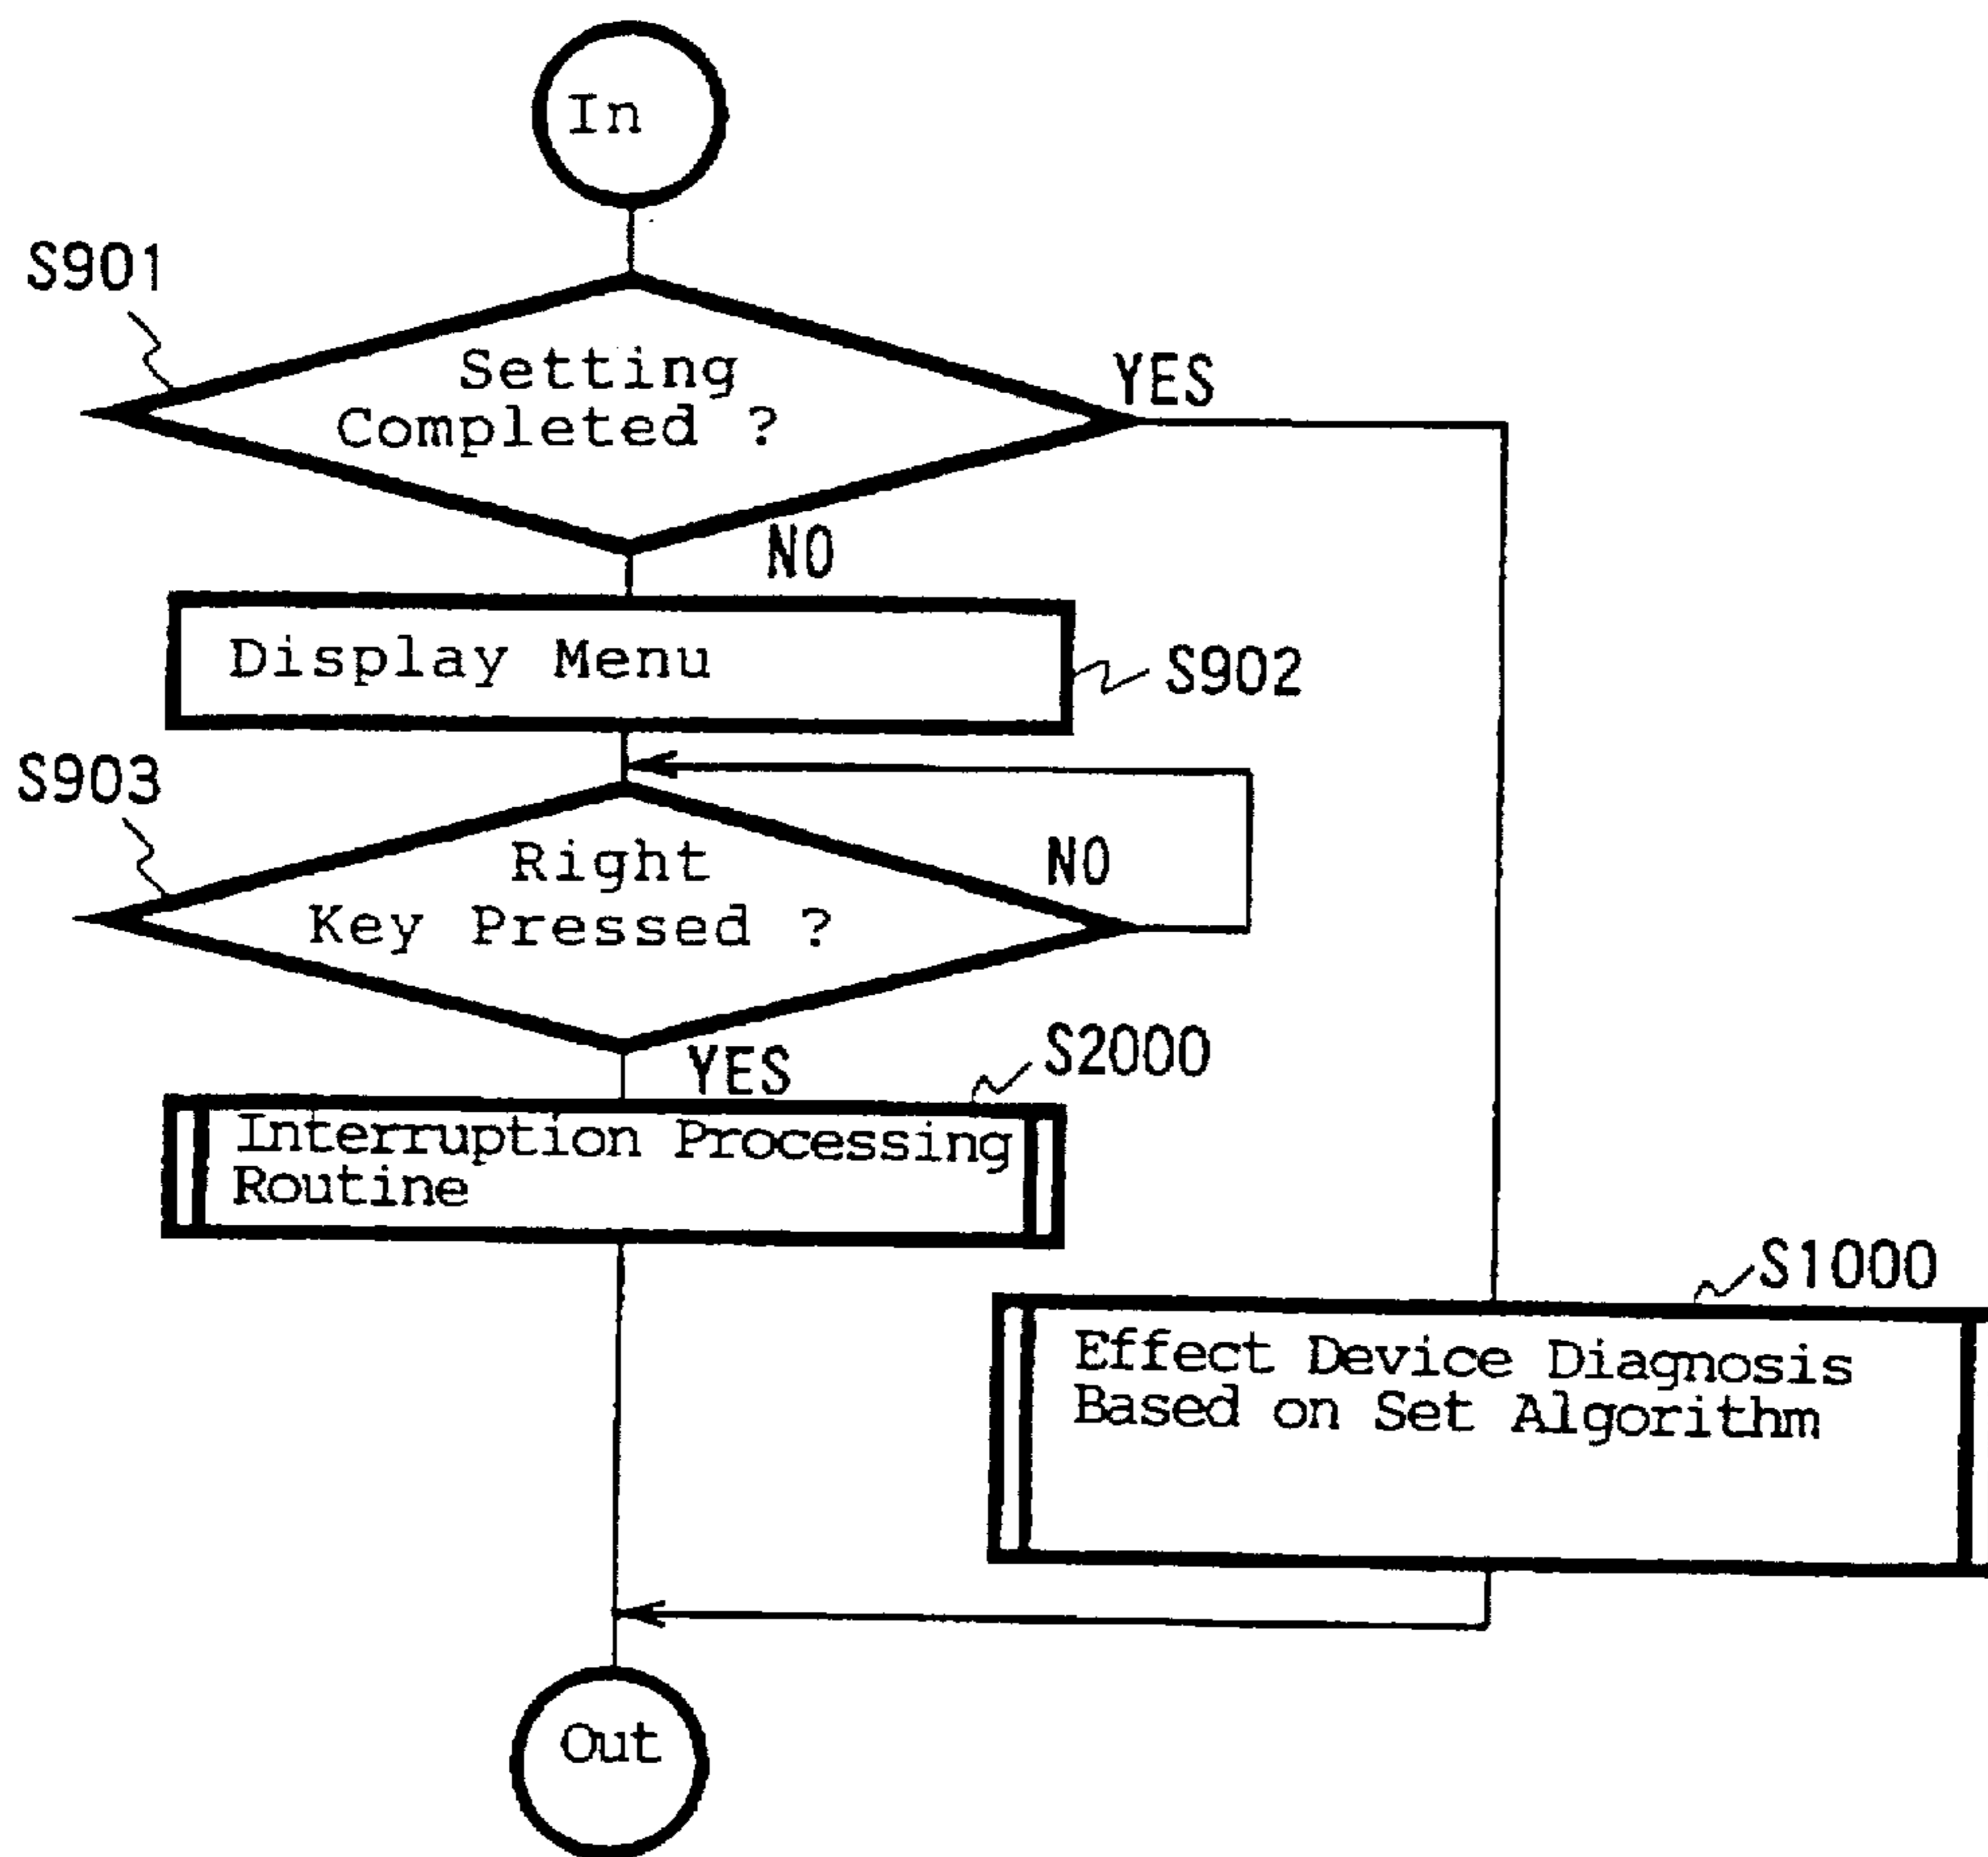 In
S901
Setting
Completed ?
YES
NO
Display Menu
S902
S903
Right
Key Pressed ?
NO
YES
S2000
Interruption Processing
Routine
S1000
Effect Device Diagnosis
Based on Set Algorithm
Out